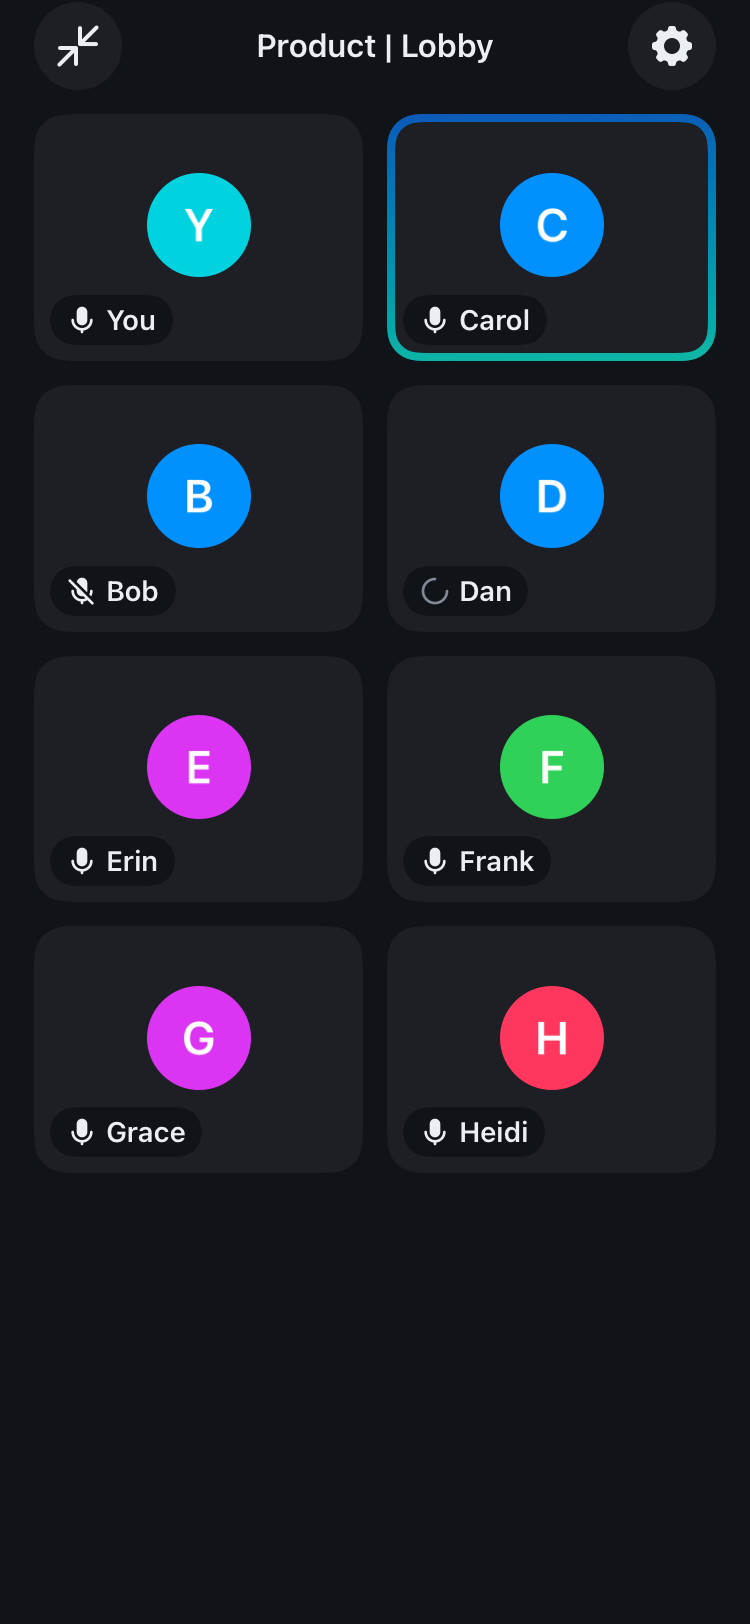 Product | Lobby
Y
You
C
Carol
B
Bob
D
Dan
E
Erin
F
Frank
G
Grace
H
Heidi